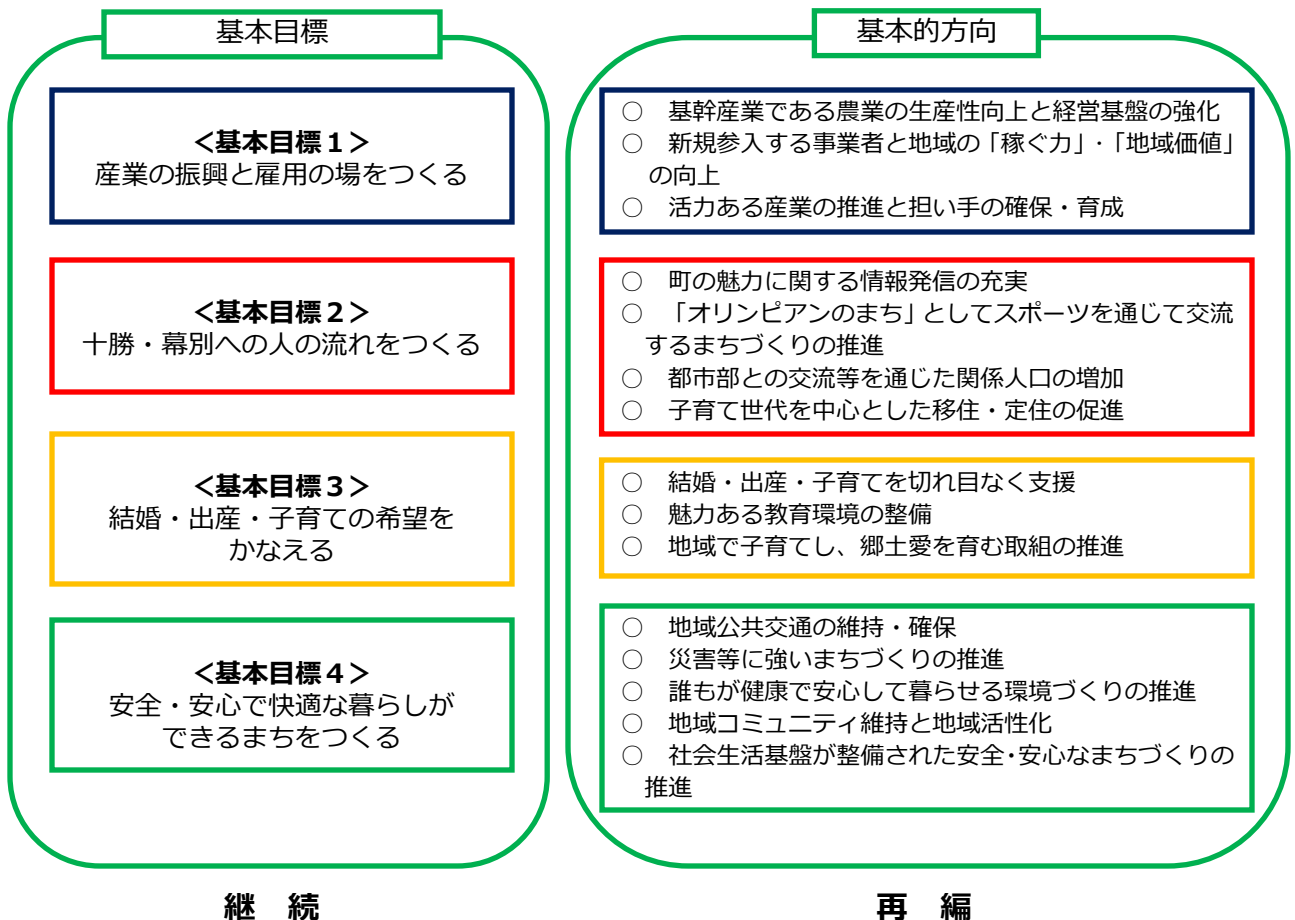 基本目標
<基本目標１>
産業の振興と雇用の場をつくる
<基本目標２>
十勝・幕別への人の流れをつくる
<基本目標３>
結婚・出産・子育ての希望を
かなえる
<基本目標４>
安全・安心で快適な暮らしが
できるまちをつくる
継　続
基本的方向
○　基幹産業である農業の生産性向上と経営基盤の強化
○　新規参入する事業者と地域の「稼ぐ力」・「地域価値」
の向上
○　活力ある産業の推進と担い手の確保・育成
○　町の魅力に関する情報発信の充実
○　「オリンピアンのまち」としてスポーツを通じて交流
するまちづくりの推進
○　都市部との交流等を通じた関係人口の増加
○　子育て世代を中心とした移住・定住の促進
○　結婚・出産・子育てを切れ目なく支援
○　魅力ある教育環境の整備
○　地域で子育てし、郷土愛を育む取組の推進
○　地域公共交通の維持・確保
○　災害等に強いまちづくりの推進
○　誰もが健康で安心して暮らせる環境づくりの推進
○　地域コミュニティ維持と地域活性化
○　社会生活基盤が整備された安全・安心なまちづくりの
推進
再　編